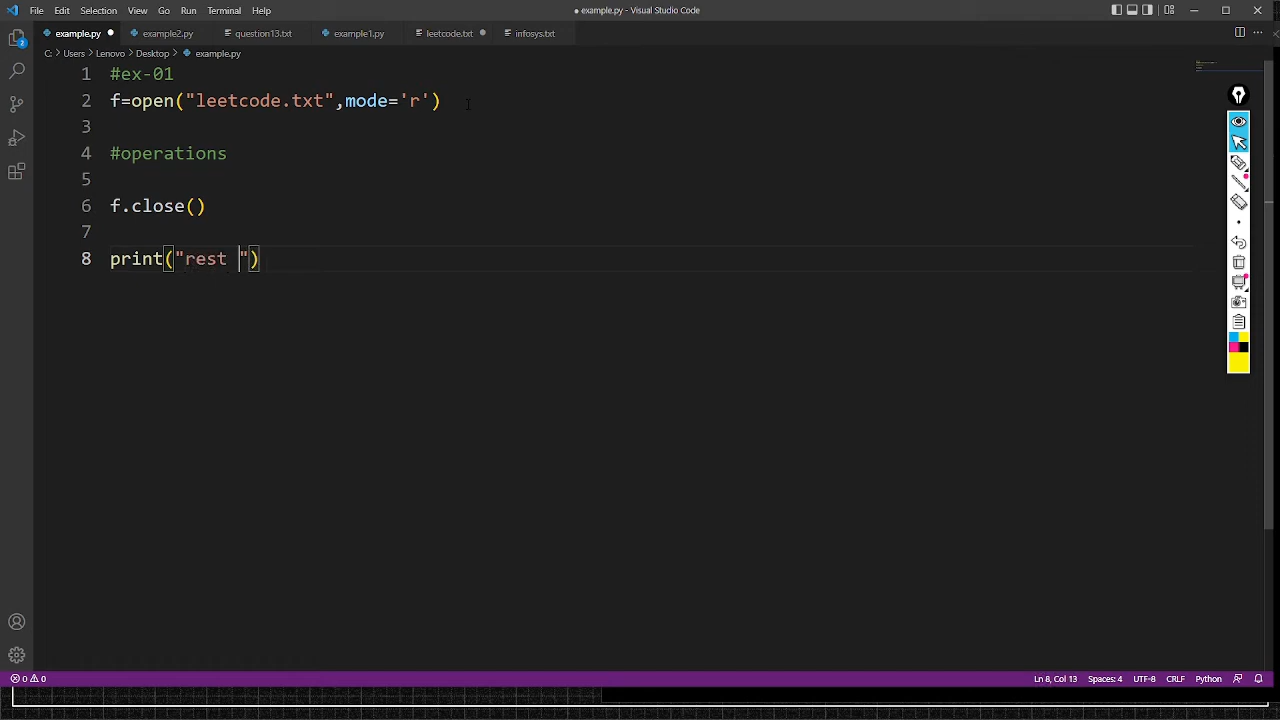 File Edit Selection View Go Run Terminal Help
● example.py - Visual Studio Code
example.py example2.py question13.txt example1.py leetcode.txt infosys.txt
C: > Users > Lenovo > Desktop > example.py
1 #ex-01
2 f=open("leetcode.txt",mode='r')
3
4 #operations
5
6 f.close()
7
8 print("rest ")
2
0 0 Ln 8, Col 13 Spaces: 4 UTF-8 CRLF Python